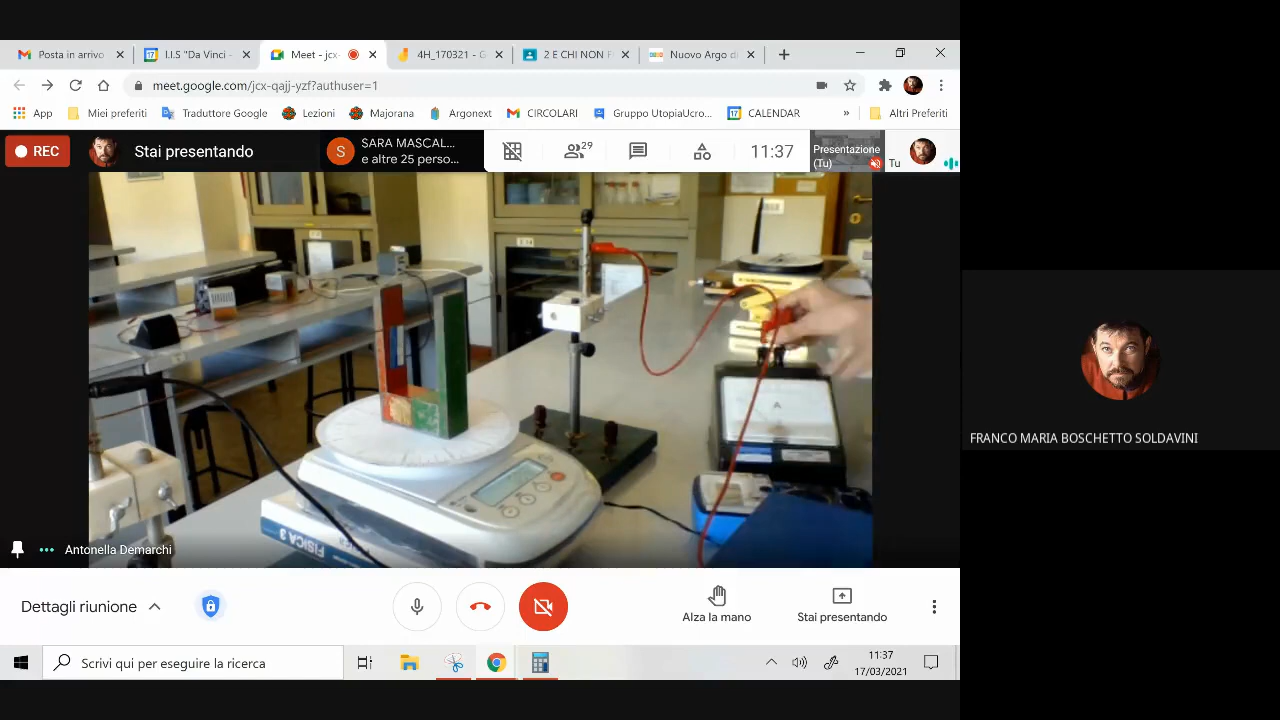 Posta in arrivo
I.I.S "Da Vinci -
Meet - jcx-
4H_170321 - G
2 E CHI NON F
Nuovo Argo di
meet.google.com/jcx-qajj-yzf?authuser=1
App
Miei preferiti
Traduttore Google
Lezioni
Majorana
Argonext
CIRCOLARI
Gruppo UtopiaUcro...
CALENDAR
»
Altri Preferiti
REC
Stai presentando
S
SARA MASCAL...
e altre 25 perso...
29
11:37
Presentazione
(Tu)
Tu
A
FISICA 3
Antonella Demarchi
FRANCO MARIA BOSCHETTO SOLDAVINI
Dettagli riunione
Alza la mano
Stai presentando
Scrivi qui per eseguire la ricerca
11:37
17/03/2021